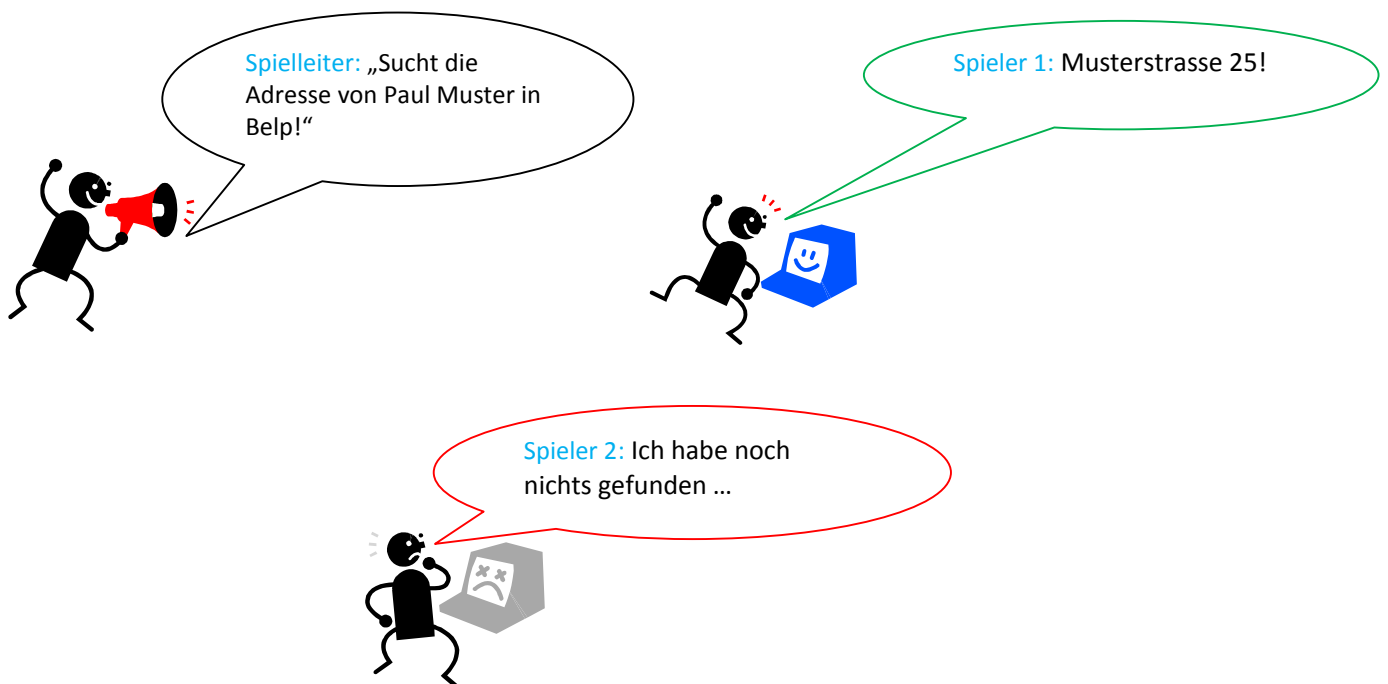 Spielleiter: „Sucht die
Adresse von Paul Muster in
Belp!“
Spieler 1: Musterstrasse 25!
Spieler 2: Ich habe noch
nichts gefunden …